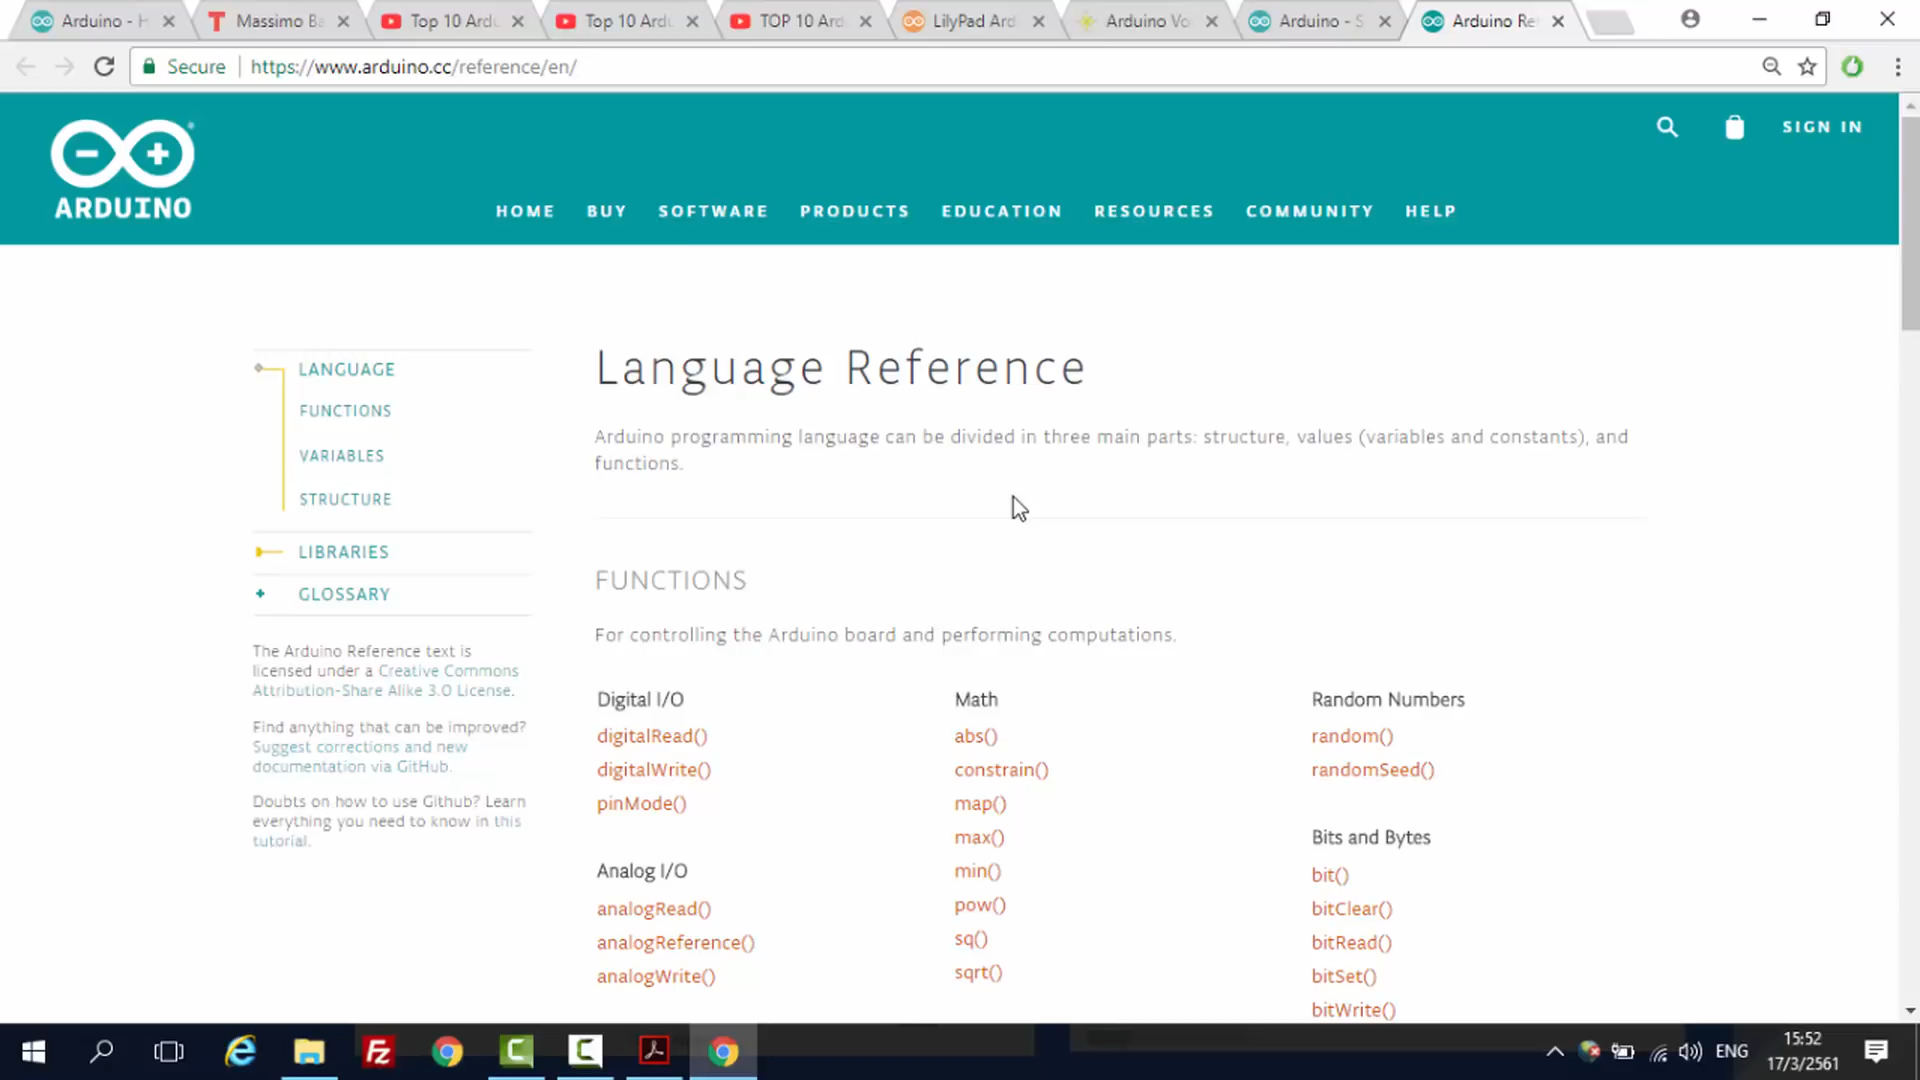 Arduino - H
Massimo Ba
Top 10 Ardu
Top 10 Ardu
TOP 10 Ard
LilyPad Ard
Arduino Vo
Arduino - S
Arduino Re
Secure
https://www.arduino.cc/reference/en/
ARDUINO
SIGN IN
HOME
BUY
SOFTWARE
PRODUCTS
EDUCATION
RESOURCES
COMMUNITY
HELP
LANGUAGE
FUNCTIONS
VARIABLES
STRUCTURE
LIBRARIES
GLOSSARY
The Arduino Reference text is
licensed under a Creative Commons
Attribution-Share Alike 3.0 License.
Find anything that can be improved?
Suggest corrections and new
documentation via GitHub.
Doubts on how to use Github? Learn
everything you need to know in this
tutorial.
Language Reference
Arduino programming language can be divided in three main parts: structure, values (variables and constants), and
functions.
FUNCTIONS
For controlling the Arduino board and performing computations.
Digital I/O
digitalRead()
digitalWrite()
pinMode()
Analog I/O
analogRead()
analogReference()
analogWrite()
Math
abs()
constrain()
map()
max()
min()
pow()
sq()
sqrt()
Random Numbers
random()
randomSeed()
Bits and Bytes
bit()
bitClear()
bitRead()
bitSet()
bitWrite()
ENG
15:52
17/3/2561